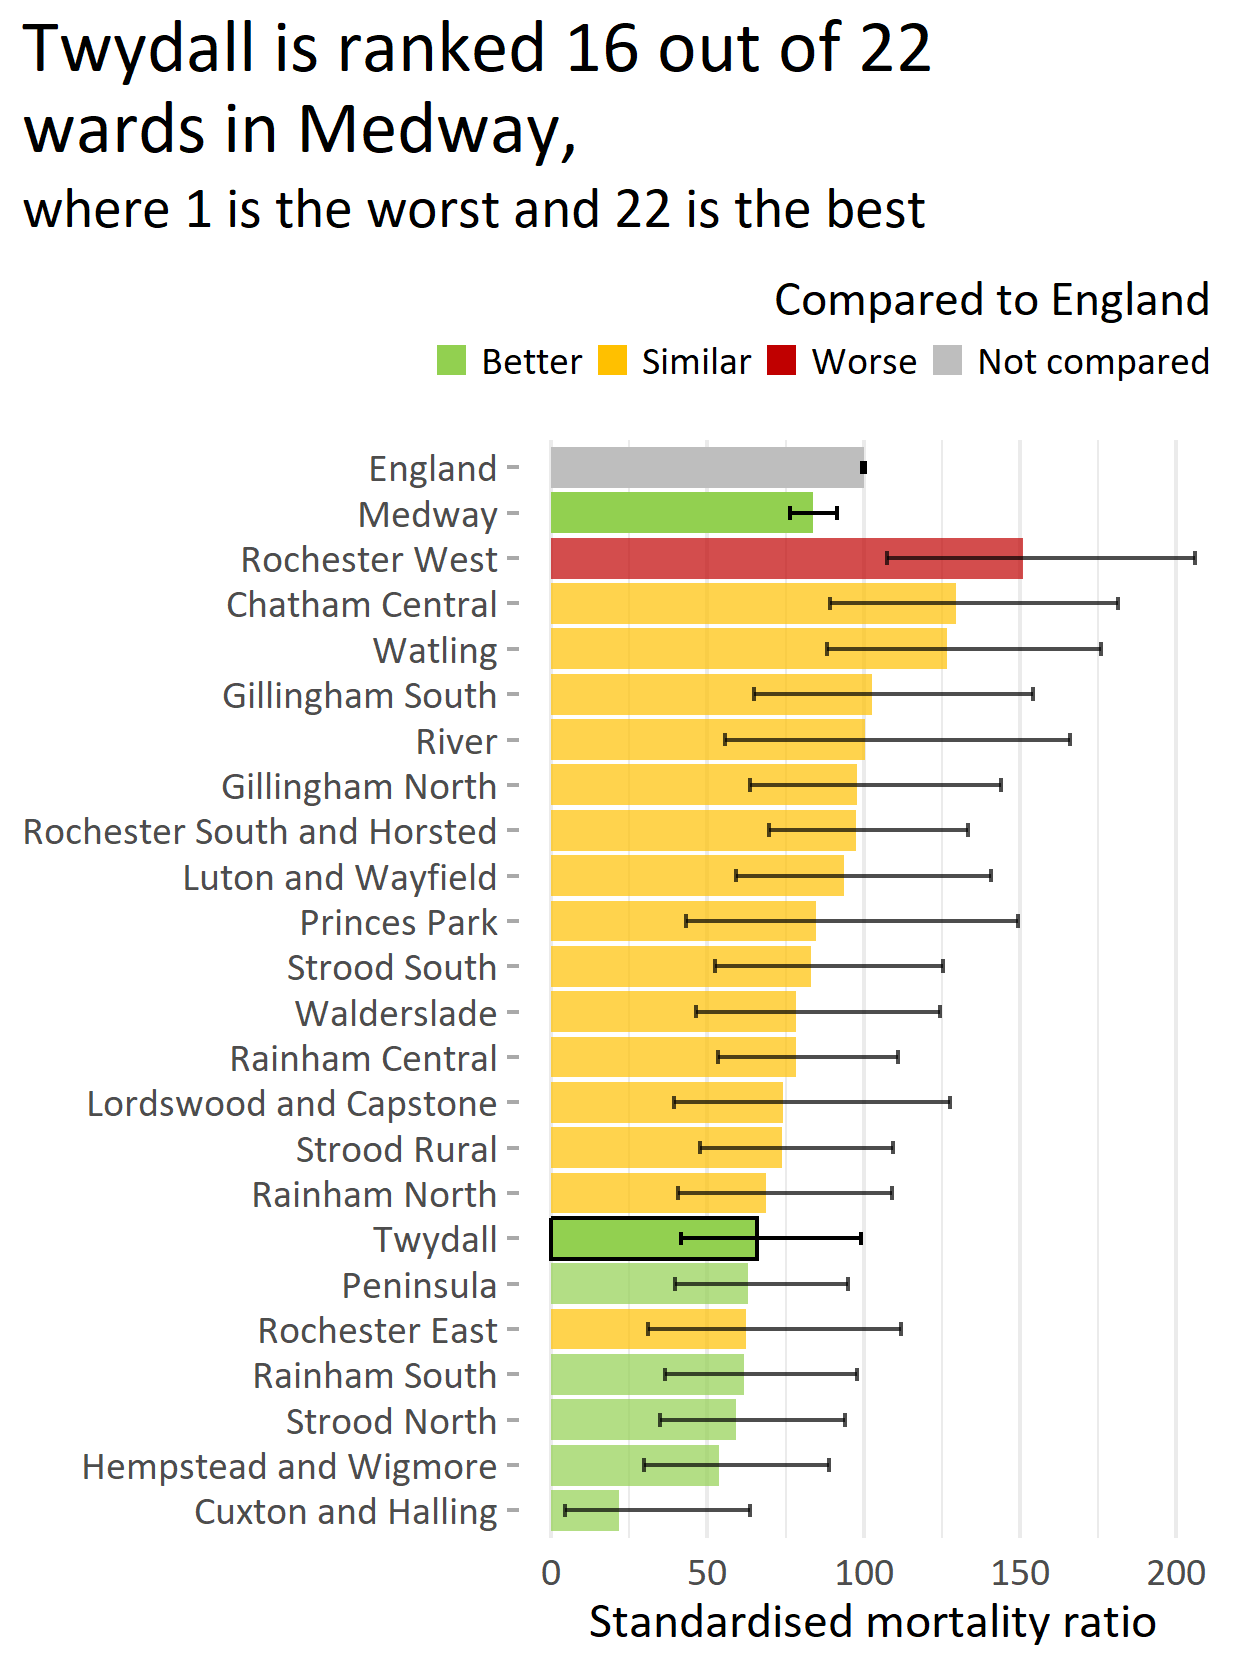 Twydall is ranked 16 out of 22
wards in Medway,
where 1 is the worst and 22 is the best
Compared to England
Better Similar Worse Not compared
England
Medway
Rochester West
Chatham Central
Watling
Gillingham South
River
Gillingham North
Rochester South and Horsted
Luton and Wayfield
Princes Park
Strood South
Walderslade
Rainham Central
Lordswood and Capstone
Strood Rural
Rainham North
Twydall
Peninsula
Rochester East
Rainham South
Strood North
Hempstead and Wigmore
Cuxton and Halling
0 50 100 150 200
Standardised mortality ratio